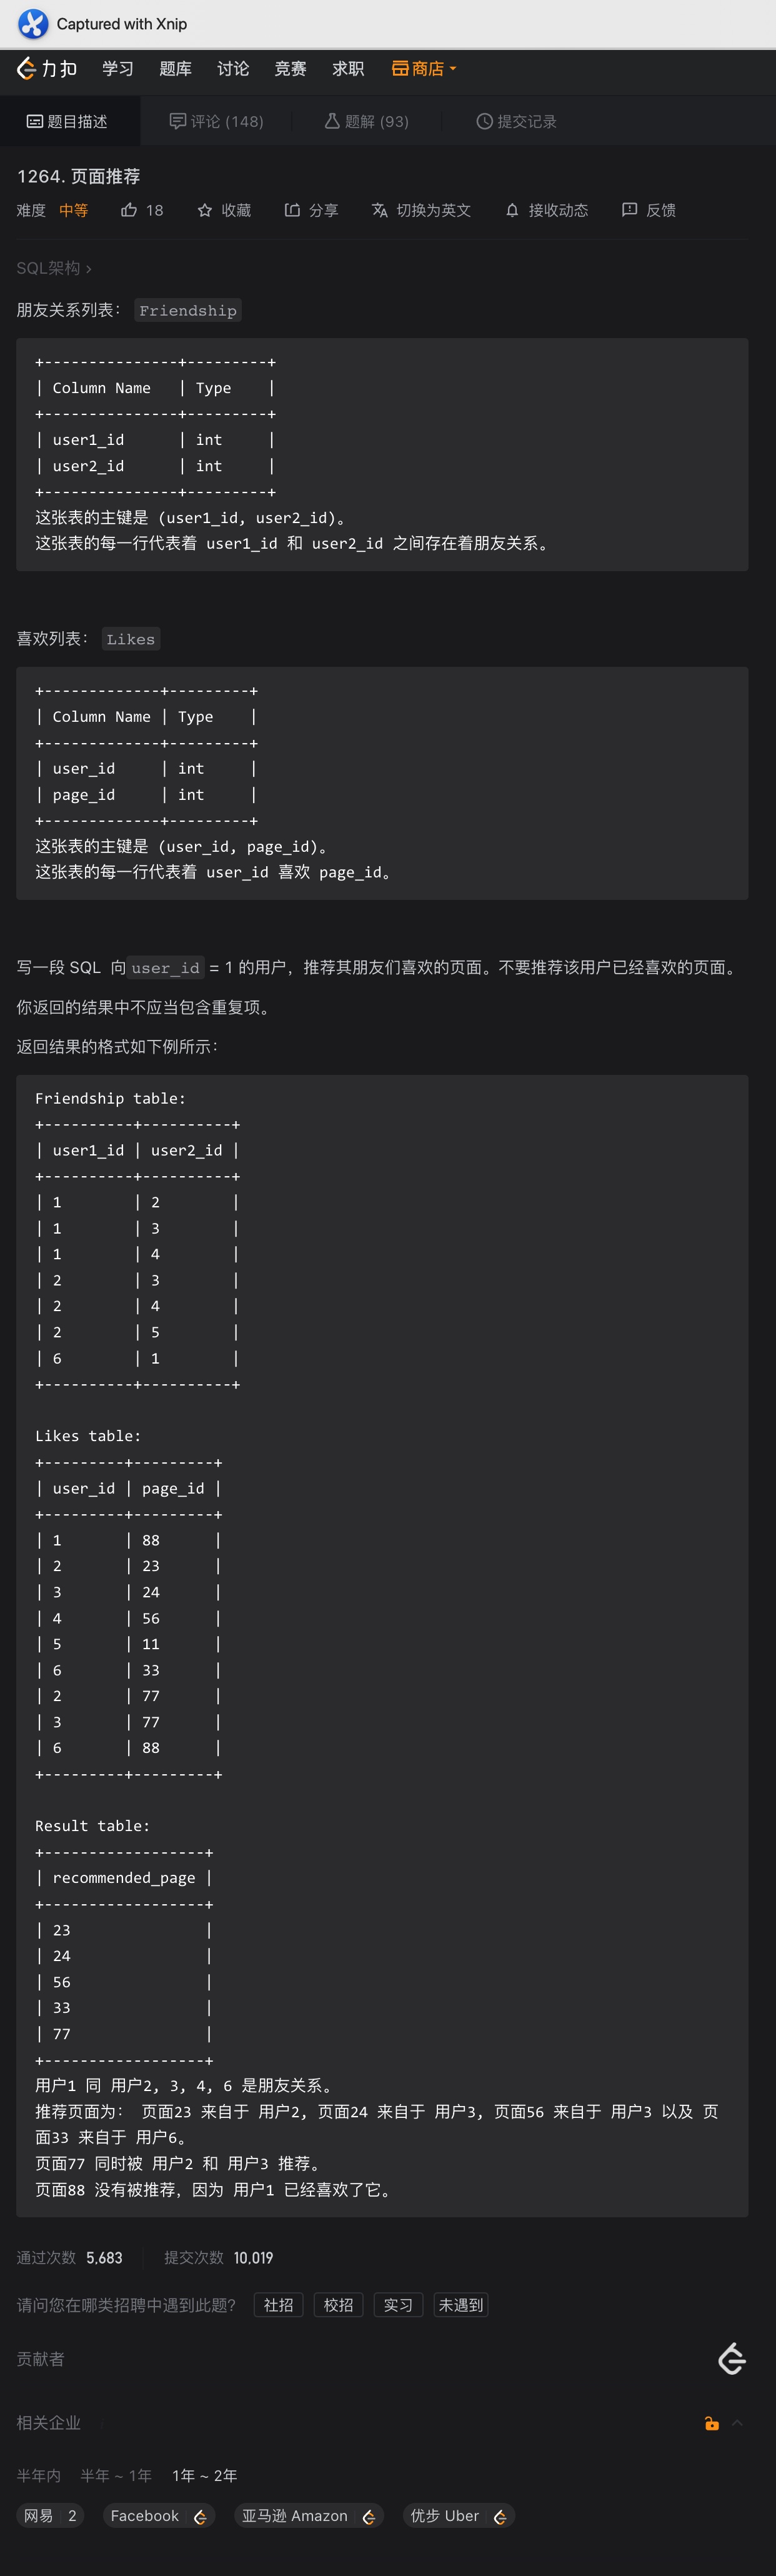 Captured with Xnip
力扣 学习 题库 讨论 竞赛 求职 商店
题目描述 评论 (148) 题解 (93) 提交记录
1264. 页面推荐
难度 中等 18 收藏 分享 切换为英文 接收动态 反馈
SQL架构 >
朋友关系列表： Friendship
+---------------+---------+
| Column Name   | Type    |
+---------------+---------+
| user1_id      | int     |
| user2_id      | int     |
+---------------+---------+
这张表的主键是 (user1_id, user2_id)。
这张表的每一行代表着 user1_id 和 user2_id 之间存在着朋友关系。
喜欢列表： Likes
+-------------+---------+
| Column Name | Type    |
+-------------+---------+
| user_id     | int     |
| page_id     | int     |
+-------------+---------+
这张表的主键是 (user_id, page_id)。
这张表的每一行代表着 user_id 喜欢 page_id。
写一段 SQL 向user_id = 1 的用户，推荐其朋友们喜欢的页面。不要推荐该用户已经喜欢的页面。
你返回的结果中不应当包含重复项。
返回结果的格式如下例所示：
Friendship table:
+----------+----------+
| user1_id | user2_id |
+----------+----------+
| 1        | 2        |
| 1        | 3        |
| 1        | 4        |
| 2        | 3        |
| 2        | 4        |
| 2        | 5        |
| 6        | 1        |
+----------+----------+
Likes table:
+---------+---------+
| user_id | page_id |
+---------+---------+
| 1       | 88      |
| 2       | 23      |
| 3       | 24      |
| 4       | 56      |
| 5       | 11      |
| 6       | 33      |
| 2       | 77      |
| 3       | 77      |
| 6       | 88      |
+---------+---------+
Result table:
+------------------+
| recommended_page |
+------------------+
| 23               |
| 24               |
| 56               |
| 33               |
| 77               |
+------------------+
用户1 同 用户2, 3, 4, 6 是朋友关系。
推荐页面为： 页面23 来自于 用户2, 页面24 来自于 用户3, 页面56 来自于 用户3 以及 页
面33 来自于 用户6。
页面77 同时被 用户2 和 用户3 推荐。
页面88 没有被推荐，因为 用户1 已经喜欢了它。
通过次数 5,683 提交次数 10,019
请问您在哪类招聘中遇到此题? 社招 校招 实习 未遇到
贡献者
相关企业
半年内 半年 ~ 1年 1年 ~ 2年
网易 2 Facebook 亚马逊 Amazon 优步 Uber